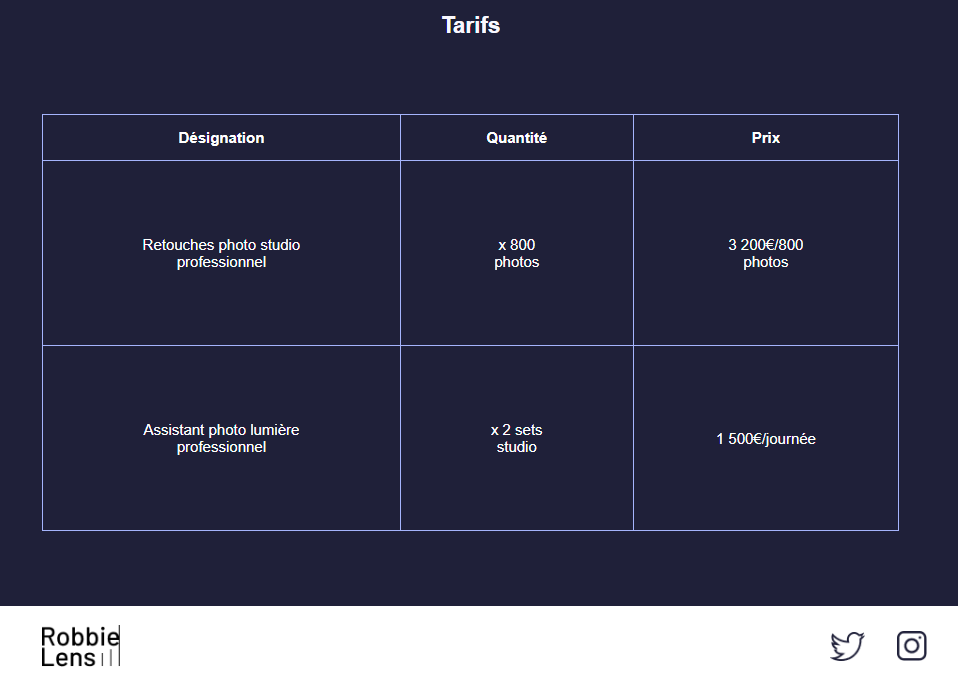 Tarifs
Désignation
Quantité
Prix
Retouches photo studio
professionnel
x 800
photos
3 200€/800
photos
Assistant photo lumière
professionnel
x 2 sets
studio
1 500€/journée
Robbie
Lens